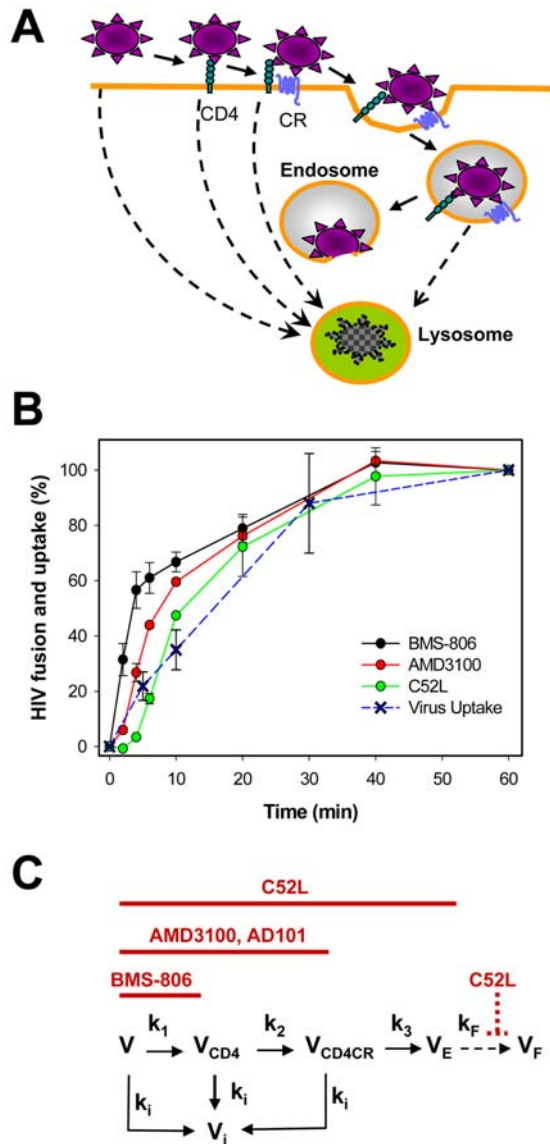 A
CD4
CR
Endosome
Lysosome
B
HIV fusion and uptake (%)
100
80
60
40
20
0
BMS-806
AMD3100
C52L
Virus Uptake
0 10 20 30 40 50 60
Time (min)
C
C52L
AMD3100, AD101
BMS-806
C52L
k1 k2 k3 kF
V VCD4 VCD4CR VE VF
ki ki ki
Vi